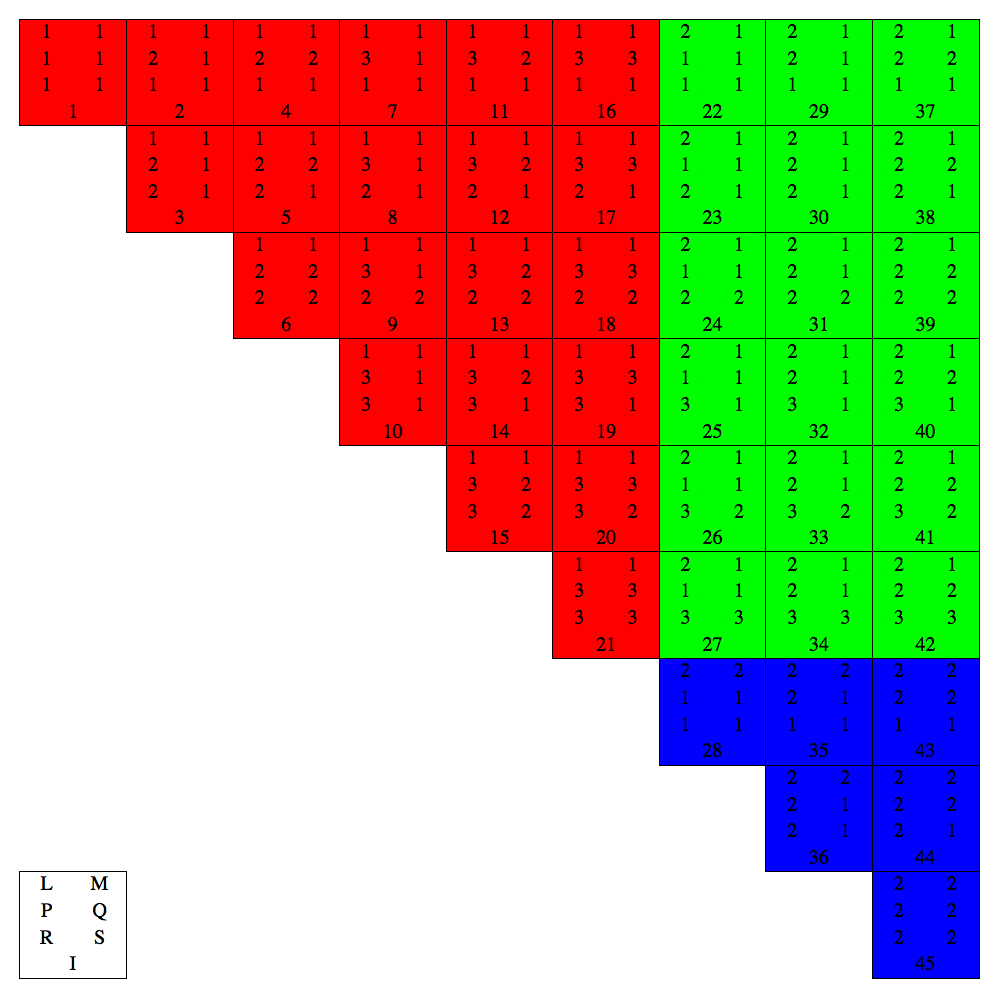 1 1 1 1 1 1 1 1 1 1 1 1 2 1 2 1 2 1
1 1 2 1 2 2 3 1 3 2 3 3 1 1 2 1 2 2
1 1 1 1 1 1 1 1 1 1 1 1 1 1 1 1 1 1
1 2 4 7 11 16 22 29 37
1 1 1 1 1 1 1 1 1 1 2 1 2 1 2 1
2 1 2 2 3 1 3 2 3 3 1 1 2 1 2 2
2 1 2 1 2 1 2 1 2 1 2 1 2 1 2 1
3 5 8 12 17 23 30 38
1 1 1 1 1 1 1 1 2 1 2 1 2 1
2 2 3 1 3 2 3 3 1 1 2 1 2 2
2 2 2 2 2 2 2 2 2 2 2 2 2 2
6 9 13 18 24 31 39
1 1 1 1 1 1 2 1 2 1 2 1
3 1 3 2 3 3 1 1 2 1 2 2
3 1 3 1 3 1 3 1 3 1 3 1
10 14 19 25 32 40
1 1 1 1 2 1 2 1 2 1
3 2 3 3 1 1 2 1 2 2
3 2 3 2 3 2 3 2 3 2
15 20 26 33 41
1 1 2 1 2 1 2 1
3 3 1 1 2 1 2 2
3 3 3 3 3 3 3 3
21 27 34 42
2 2 2 2 2 2
1 1 2 1 2 2
1 1 1 1 1 1
28 35 43
2 2 2 2
2 1 2 2
2 1 2 1
36 44
L M 2 2
P Q 2 2
R S 2 2
I 45